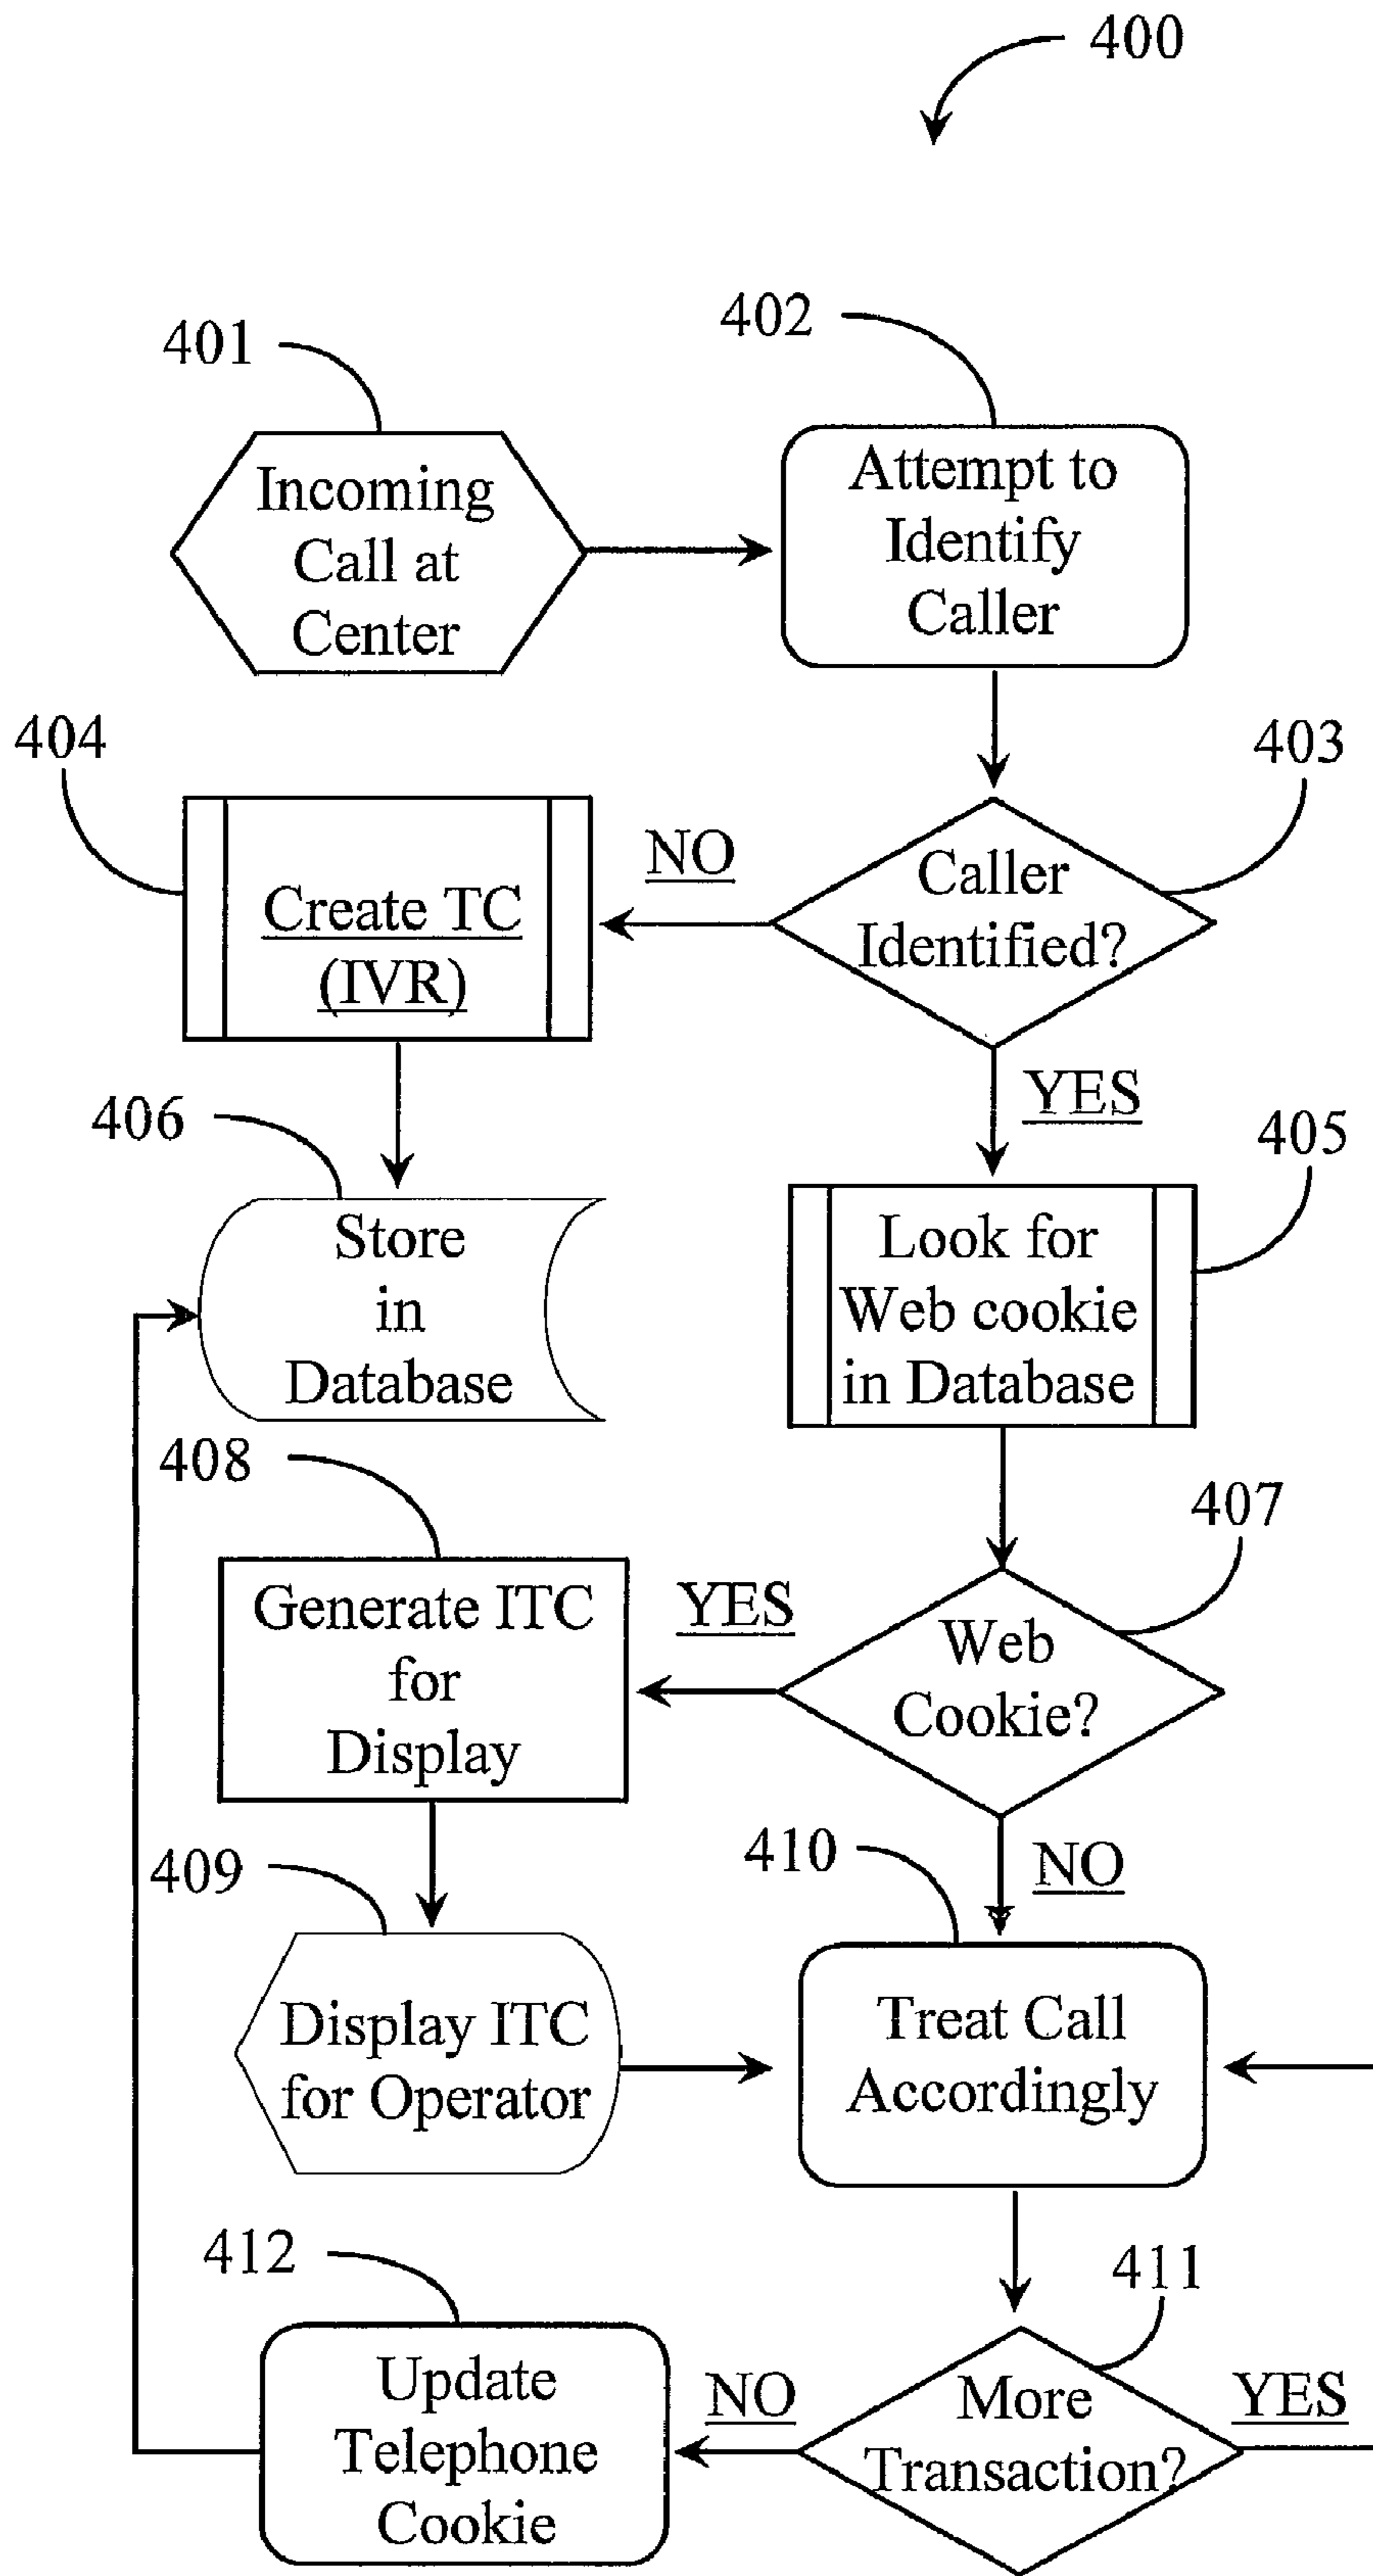 400
401
402
Incoming
Call at
Center
Attempt to
Identify
Caller
404
403
Create TC
(IVR)
NO
Caller
Identified?
YES
406
405
Store
in
Database
Look for
Web cookie
in Database
408
407
Generate ITC
for
Display
YES
Web
Cookie?
NO
409
410
Display ITC
for Operator
Treat Call
Accordingly
412
411
Update
Telephone
Cookie
NO
More
Transaction?
YES